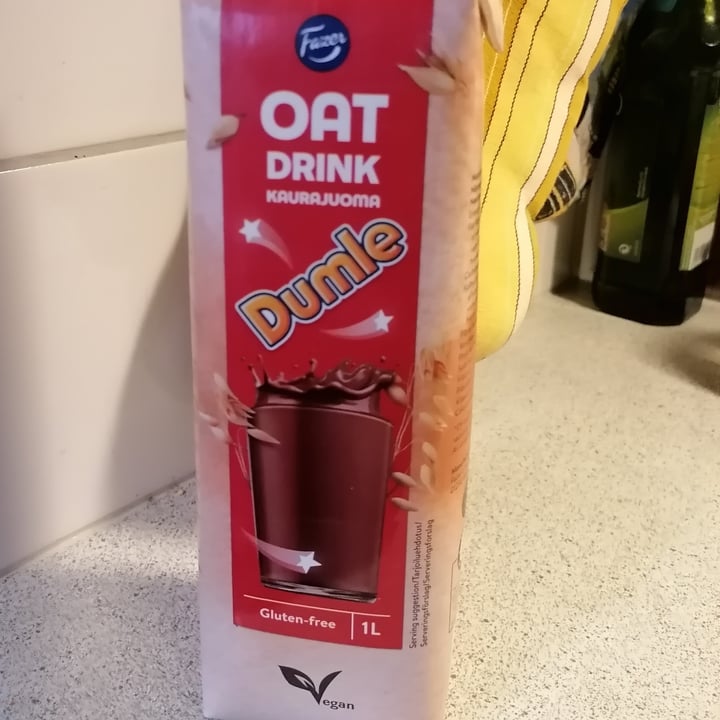 Fazer
OAT
DRINK
KAURAJUOMA
Dumle
Gluten-free
1L
Serving suggestion/Tarjoiluehdotus/
Serveringsförslag/Serveringsforslag
Vegan